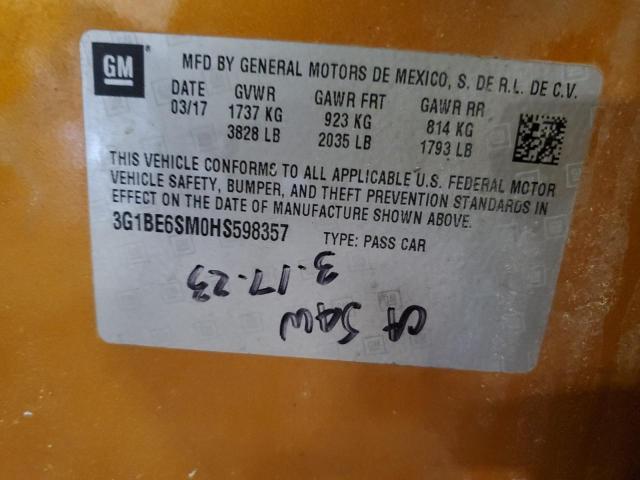 GM
MFD BY GENERAL MOTORS DE MEXICO, S. DE R.L. DE C.V.
DATE GVWR GAWR FRT GAWR RR
03/17 1737 KG 923 KG 814 KG
3828 LB 2035 LB 1793 LB
THIS VEHICLE CONFORMS TO ALL APPLICABLE U.S. FEDERAL MOTOR
VEHICLE SAFETY, BUMPER, AND THEFT PREVENTION STANDARDS IN
EFFECT ON THE DATE OF MANUFACTURE SHOWN ABOVE.
3G1BE6SM0HS598357 TYPE: PASS CAR
3-17-23